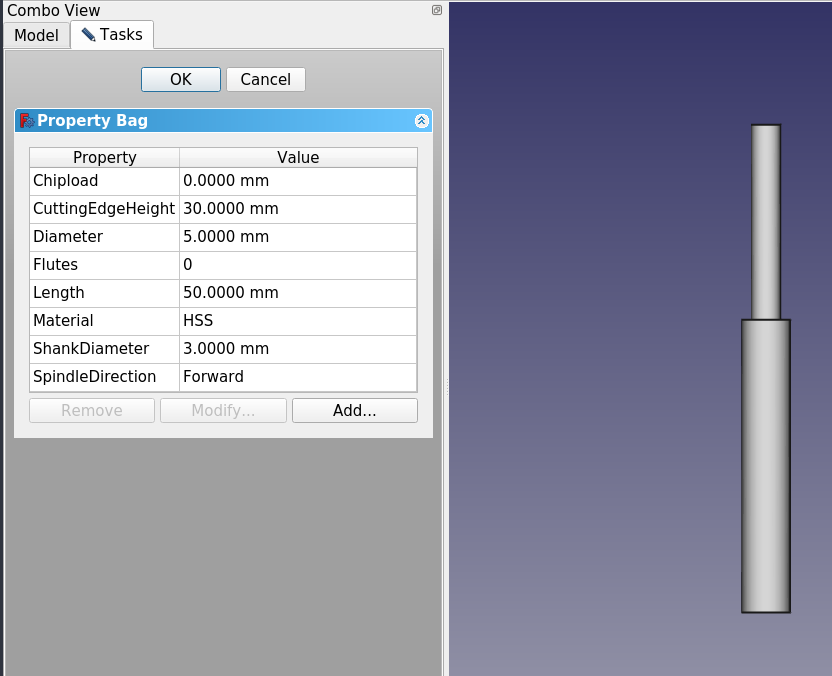 Combo View
Model Tasks
OK Cancel
Property Bag
Property Value
Chipload 0.0000 mm
CuttingEdgeHeight 30.0000 mm
Diameter 5.0000 mm
Flutes 0
Length 50.0000 mm
Material HSS
ShankDiameter 3.0000 mm
SpindleDirection Forward
Remove Modify... Add...